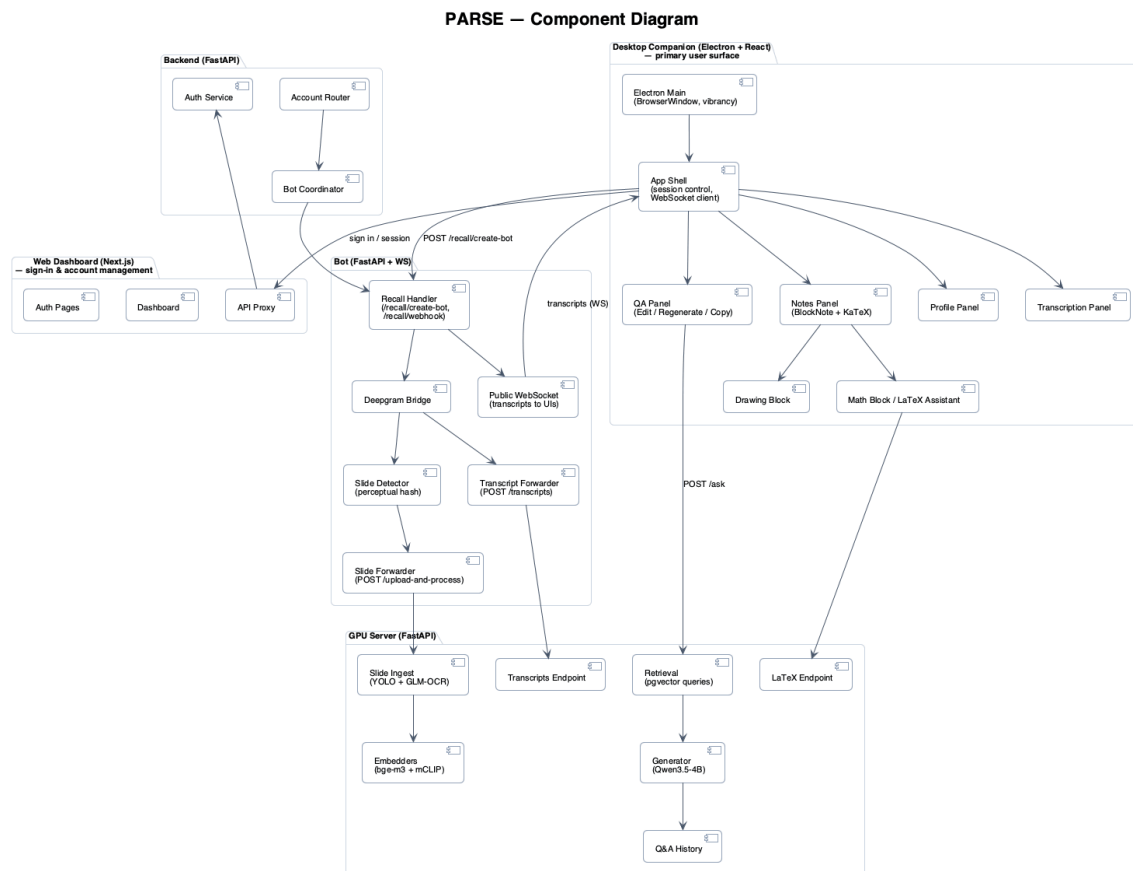 PARSE — Component Diagram
Backend (FastAPI)
Auth Service
Account Router
Bot Coordinator
Desktop Companion (Electron + React)
— primary user surface
Electron Main
(BrowserWindow, vibrancy)
App Shell
(session control,
WebSocket client)
sign in / session
POST /recall/create-bot
Web Dashboard (Next.js)
— sign-in & account management
Auth Pages
Dashboard
API Proxy
Bot (FastAPI + WS)
Recall Handler
(/recall/create-bot,
/recall/webhook)
transcripts (WS)
QA Panel
(Edit / Regenerate / Copy)
Notes Panel
(BlockNote + KaTeX)
Profile Panel
Transcription Panel
Deepgram Bridge
Public WebSocket
(transcripts to UIs)
Drawing Block
Math Block / LaTeX Assistant
Slide Detector
(perceptual hash)
Transcript Forwarder
(POST /transcripts)
POST /ask
Slide Forwarder
(POST /upload-and-process)
GPU Server (FastAPI)
Slide Ingest
(YOLO + GLM-OCR)
Transcripts Endpoint
Retrieval
(pgvector queries)
LaTeX Endpoint
Embedders
(bge-m3 + mCLIP)
Generator
(Qwen3.5-4B)
Q&A History